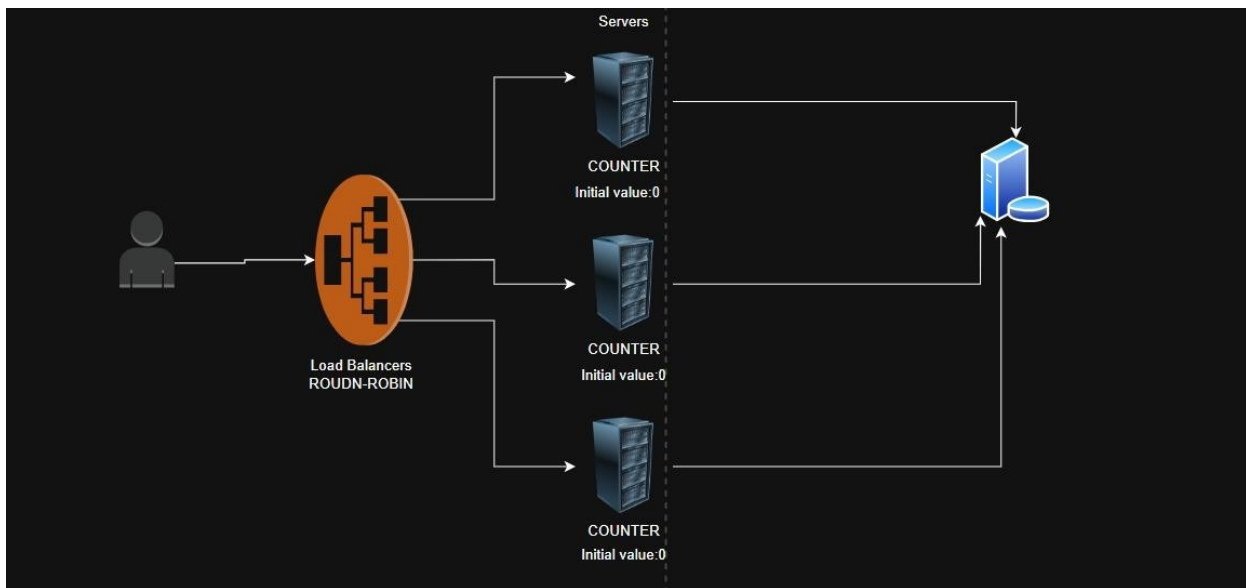 Servers
COUNTER
Initial value:0
COUNTER
Initial value:0
Load Balancers
ROUDN-ROBIN
COUNTER
Initial value:0